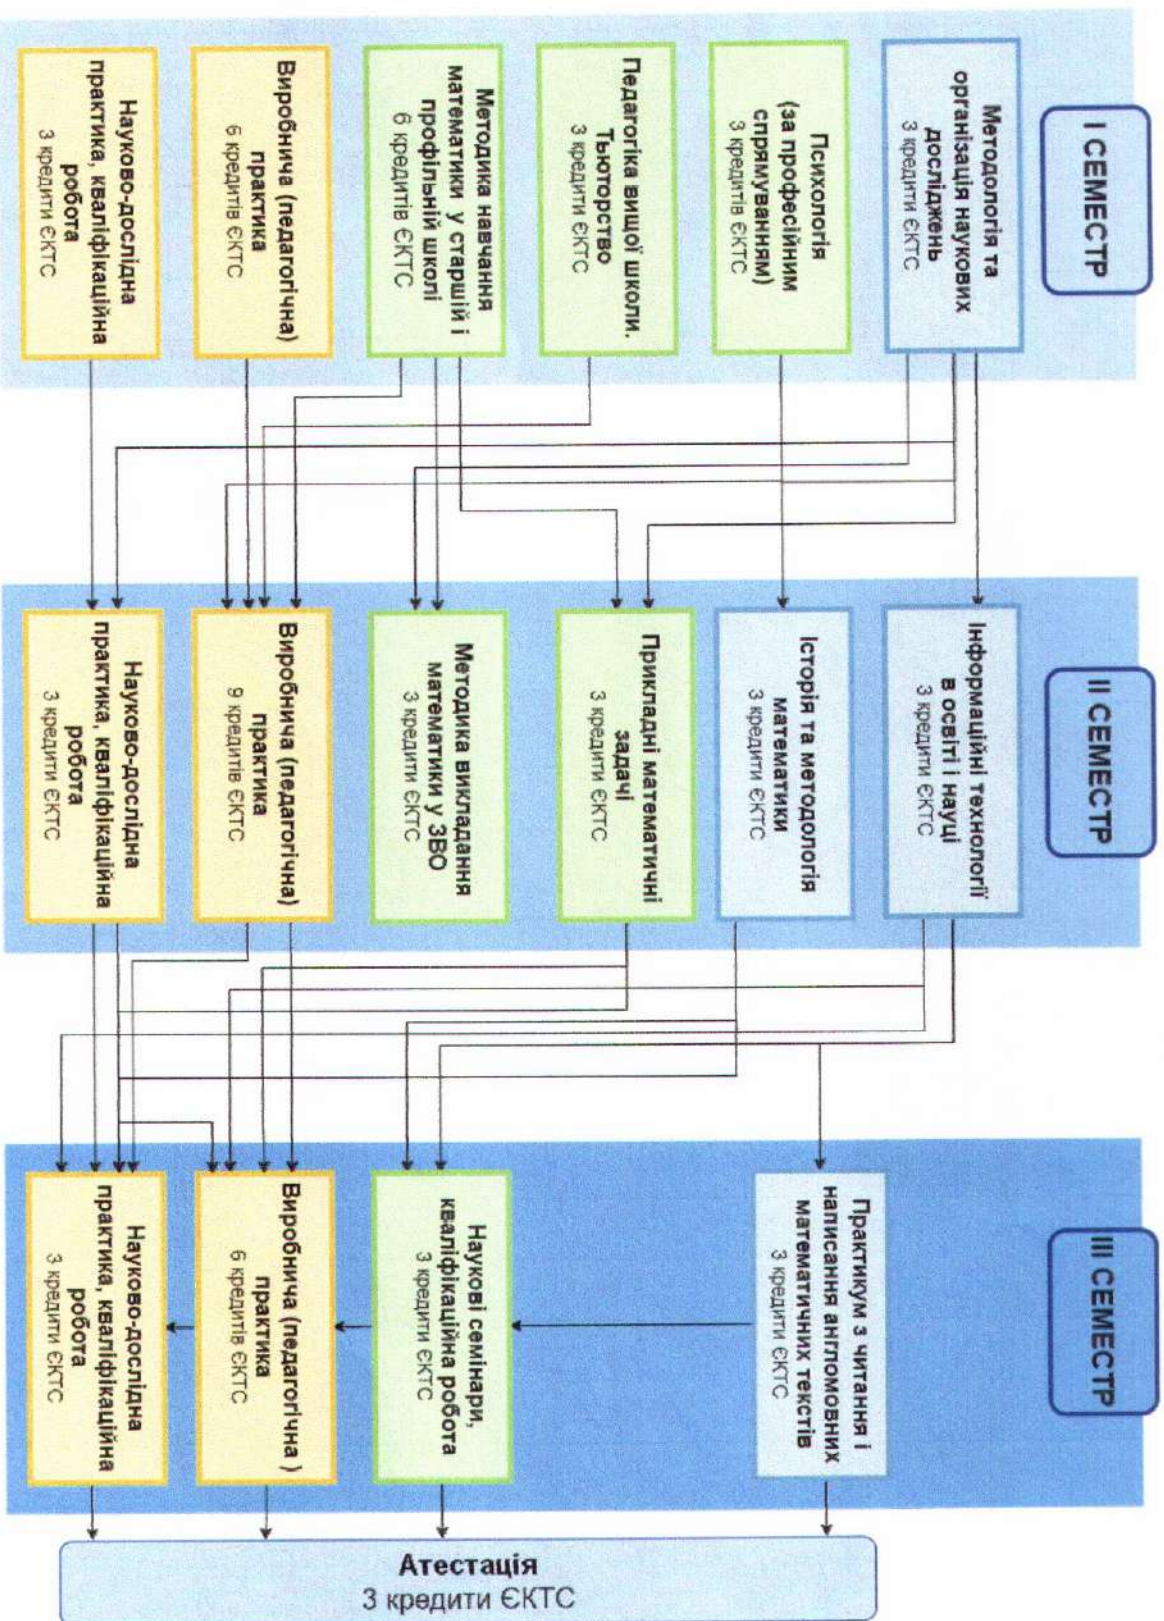 І СЕМЕСТР
Методологія та
організація наукових
досліджень
3 кредити ЄКТС
Психологія
(за професійним
спрямуванням)
3 кредитів ЄКТС
Педагогіка вищої школи.
Тьюторство
3 кредити ЄКТС
Методика навчання
математики у старшій і
профільній школі
6 кредитів ЄКТС
Виробнича (педагогічна)
практика
6 кредитів ЄКТС
Науково-дослідна
практика, кваліфікаційна
робота
3 кредити ЄКТС
ІІ СЕМЕСТР
Інформаційні технології
в освіті і науці
3 кредити ЄКТС
Історія та методологія
математики
3 кредити ЄКТС
Прикладні математичні
задачі
3 кредити ЄКТС
Методика викладання
математики у ЗВО
3 кредити ЄКТС
Виробнича (педагогічна)
практика
9 кредитів ЄКТС
Науково-дослідна
практика, кваліфікаційна
робота
3 кредити ЄКТС
ІІІ СЕМЕСТР
Практикум з читання і
написання англомовних
математичних текстів
3 кредити ЄКТС
Наукові семінари,
кваліфікаційна робота
3 кредити ЄКТС
Виробнича (педагогічна )
практика
6 кредитів ЄКТС
Науково-дослідна
практика, кваліфікаційна
робота
3 кредити ЄКТС
Атестація
3 кредити ЄКТС